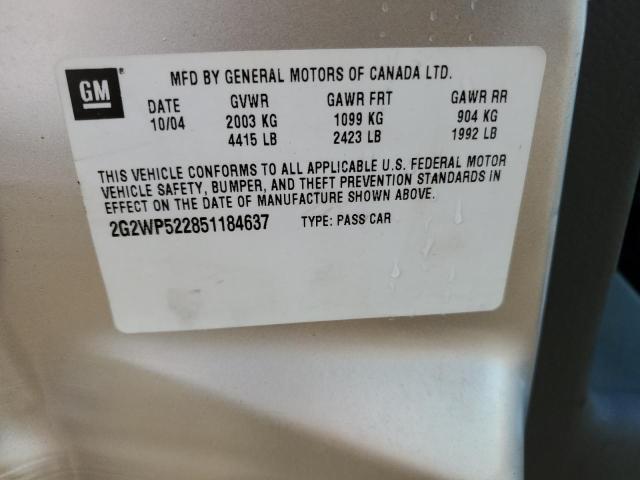 GM
MFD BY GENERAL MOTORS OF CANADA LTD.
DATE GVWR GAWR FRT GAWR RR
10/04 2003 KG 1099 KG 904 KG
4415 LB 2423 LB 1992 LB
THIS VEHICLE CONFORMS TO ALL APPLICABLE U.S. FEDERAL MOTOR
VEHICLE SAFETY, BUMPER, AND THEFT PREVENTION STANDARDS IN
EFFECT ON THE DATE OF MANUFACTURE SHOWN ABOVE.
2G2WP522851184637 TYPE: PASS CAR